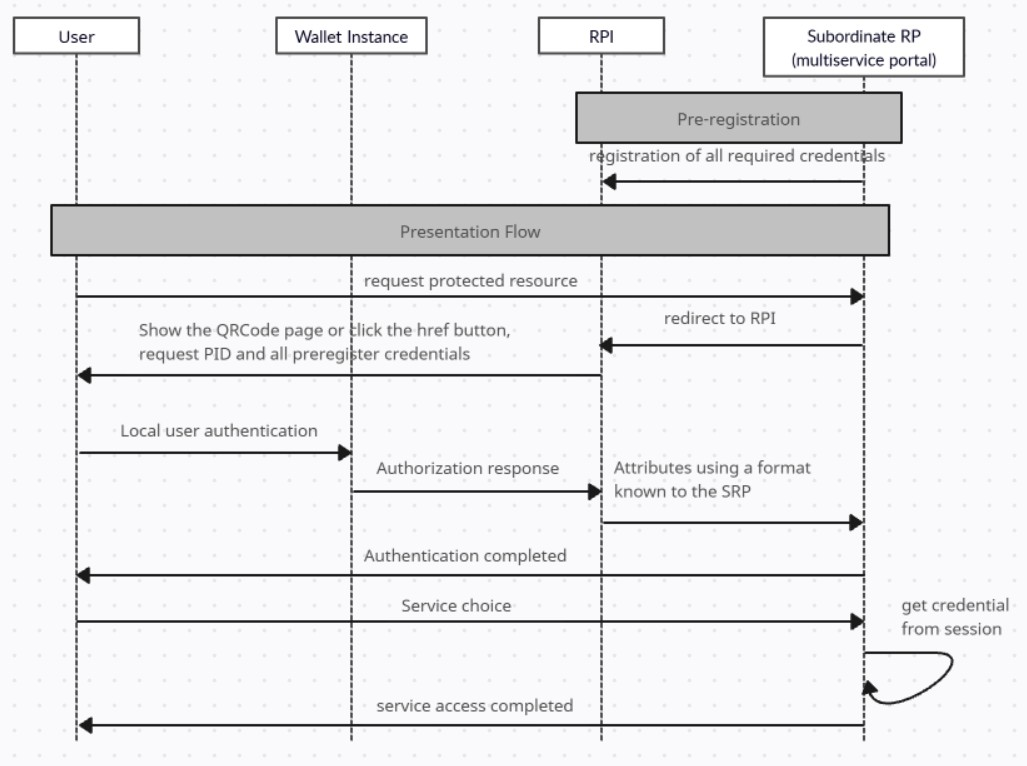 User
Wallet Instance
RPI
Subordinate RP
(multiservice portal)
Pre-registration
registration of all required credentials
Presentation Flow
request protected resource
redirect to RPI
Show the QRCode page or click the href button,
request PID and all preregister credentials
Local user authentication
Authorization response
Attributes using a format
known to the SRP
Authentication completed
Service choice
get credential
from session
service access completed